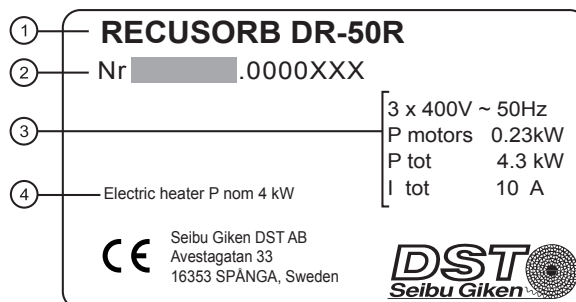 1 RECUSORB DR-50R
2 Nr .0000XXX
3 3 x 400V ~ 50Hz
P motors 0.23kW
P tot 4.3 kW
I tot 10 A
4 Electric heater P nom 4 kW
CE Seibu Giken DST AB
Avestagatan 33
16353 SPÅNGA, Sweden
DST
Seibu Giken